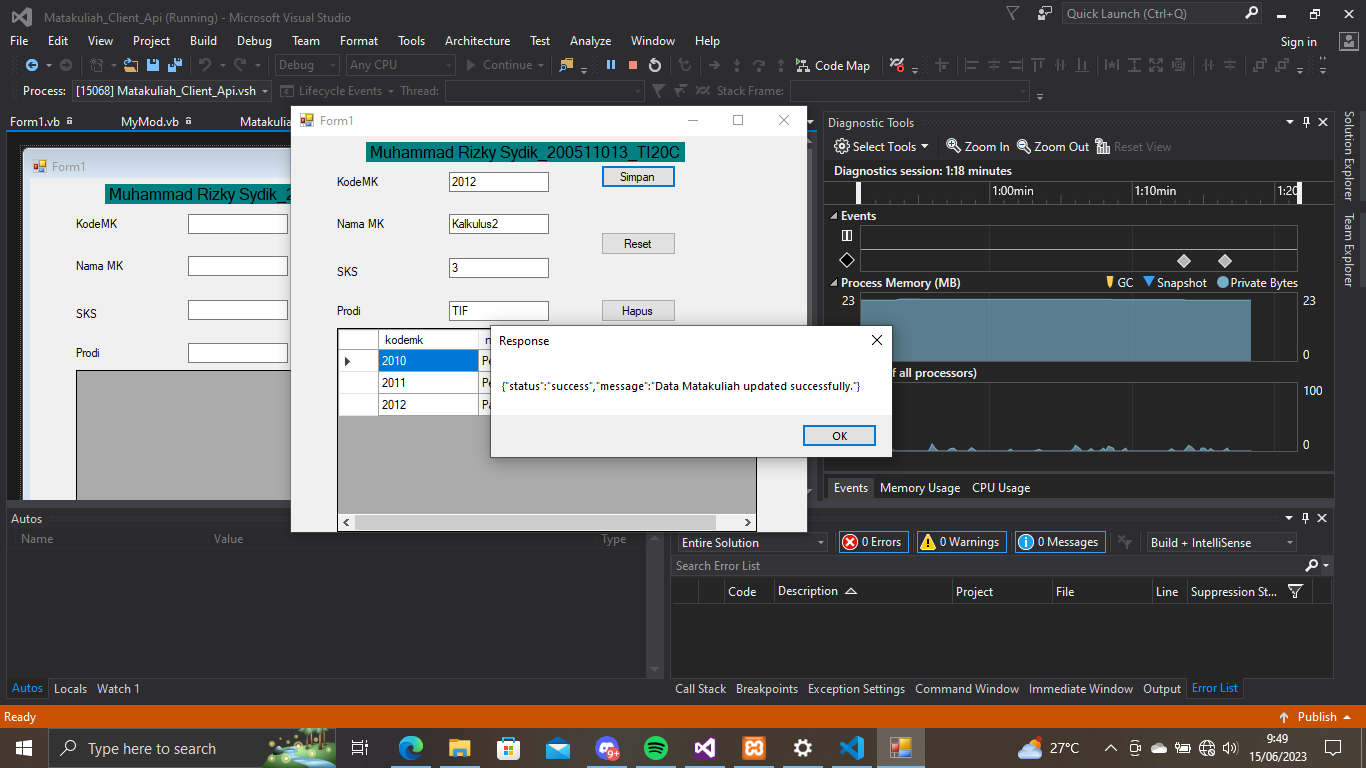 Matakuliah_Client_Api (Running) - Microsoft Visual Studio
Quick Launch (Ctrl+Q)
File Edit View Project Build Debug Team Format Tools Architecture Test Analyze Window Help
Sign in
Debug Any CPU Continue Code Map
Process: [15068] Matakuliah_Client_Api.vsh Lifecycle Events Thread: Stack Frame:
Form1.vb MyMod.vb
Form1
Muhammad Rizky Sydik_2
KodeMK
Nama MK
SKS
Prodi
Form1
Muhammad Rizky Sydik_200511013_TI20C
KodeMK 2012 Simpan
Nama MK Kalkulus2
Reset
SKS 3
Prodi TIF Hapus
kodemk
2010
2011
2012
Response
{"status":"success","message":"Data Matakuliah updated successfully."}
OK
Diagnostic Tools
Select Tools Zoom In Zoom Out Reset View
Diagnostics session: 1:18 minutes
1:00min 1:10min 1:20
Events
Process Memory (MB) GC Snapshot Private Bytes
23 23
0
of all processors)
100
0
Events Memory Usage CPU Usage
Solution Explorer
Team Explorer
Autos
Name Value Type
Autos Locals Watch 1
Entire Solution 0 Errors 0 Warnings 0 Messages Build + IntelliSense
Search Error List
Code Description Project File Line Suppression St...
Call Stack Breakpoints Exception Settings Command Window Immediate Window Output Error List
Ready
Publish
Type here to search
9+
27°C
9:49
15/06/2023